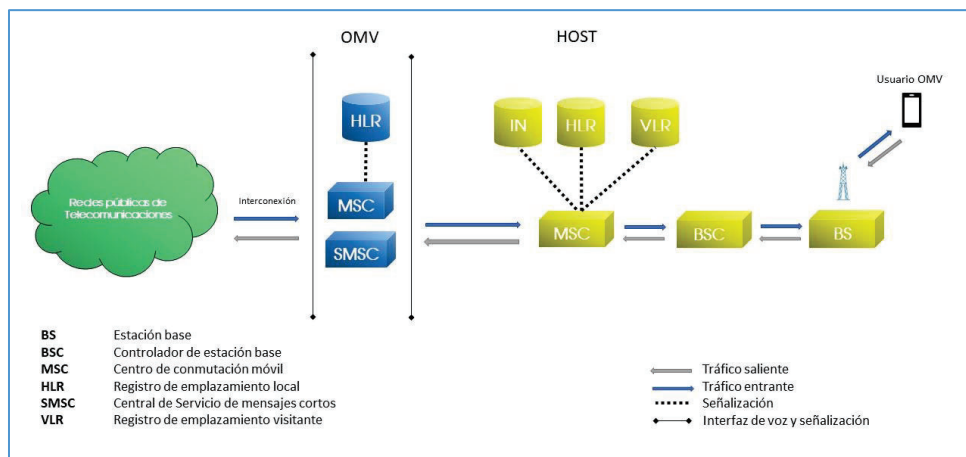 OMV
HOST
Usuario OMV
HLR
IN
HLR
VLR
Redes públicas de
Telecomunicaciones
Interconexión
MSC
SMSC
MSC
BSC
BS
BS Estación base
BSC Controlador de estación base
MSC Centro de conmutación móvil
HLR Registro de emplazamiento local
SMSC Central de Servicio de mensajes cortos
VLR Registro de emplazamiento visitante
Tráfico saliente
Tráfico entrante
Señalización
Interfaz de voz y señalización